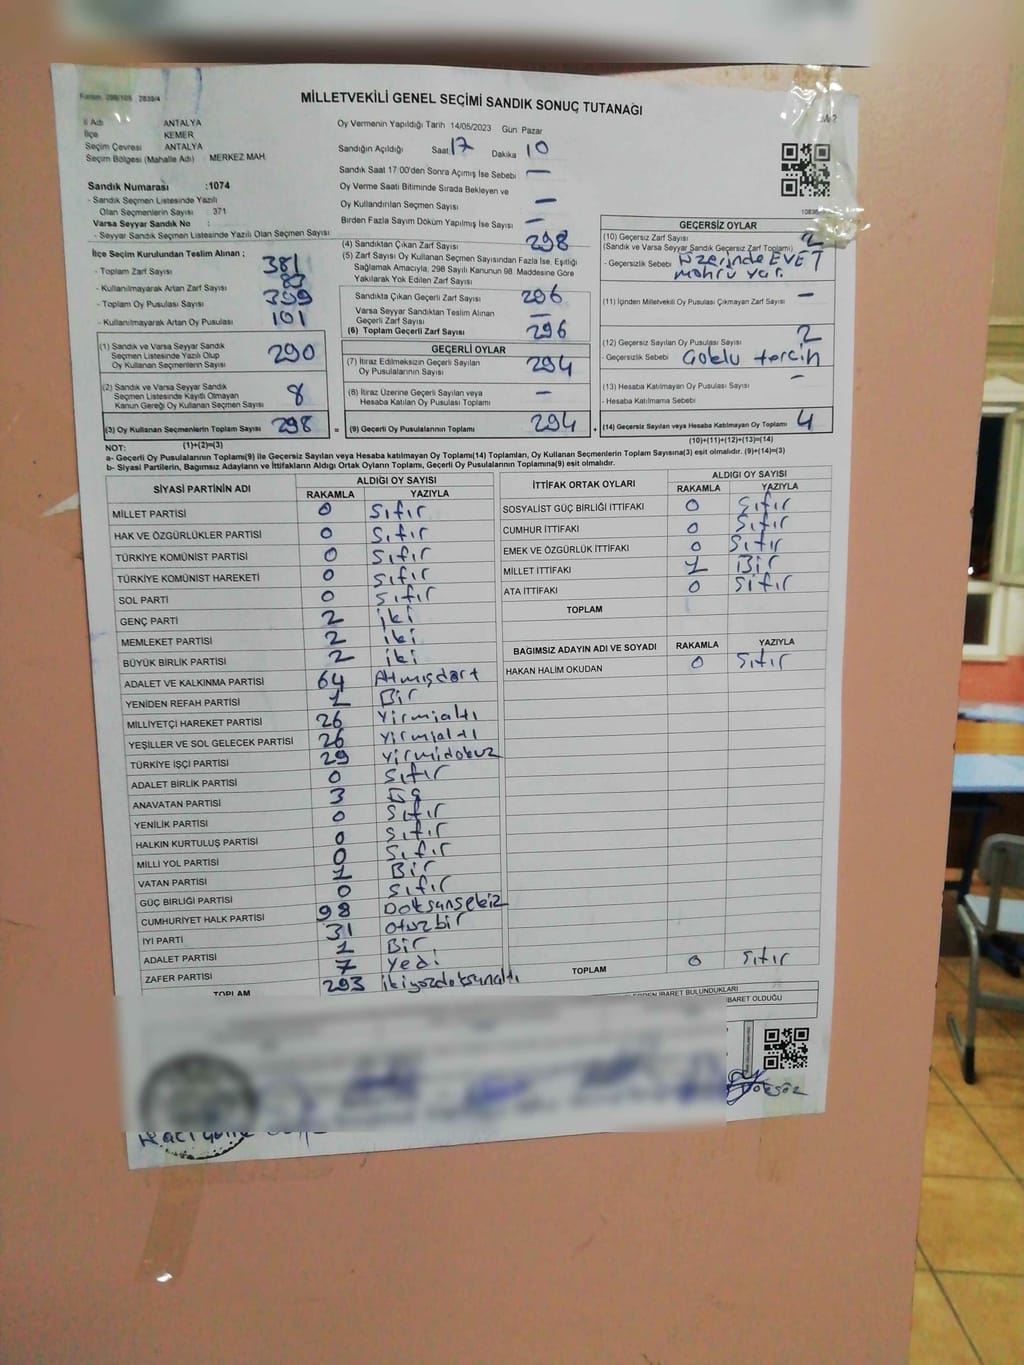 MİLLETVEKİLİ GENEL SEÇİMİ SANDIK SONUÇ TUTANAĞI
İl Adı ANTALYA
İlçe KEMER
Seçim Çevresi ANTALYA
Seçim Bölgesi (Mahalle Adı) MERKEZ MAH.
Sandık Numarası :1074
- Sandık Seçmen Listesinde Yazılı
Olan Seçmenlerin Sayısı 371
Varsa Seyyar Sandık No :
- Seyyar Sandık Seçmen Listesinde Yazılı Olan Seçmen Sayısı:
Oy Vermenin Yapıldığı Tarih 14/05/2023 Gün Pazar
Sandığın Açıldığı Saat 17 Dakika 10
Sandık Saat 17:00'den Sonra Açımış İse Sebebi —
Oy Verme Saati Bitiminde Sırada Bekleyen ve
Oy Kullandırılan Seçmen Sayısı —
Birden Fazla Sayım Döküm Yapılmış İse Sayısı —
İlçe Seçim Kurulundan Teslim Alınan ;
- Toplam Zarf Sayısı 381
- Kullanılmayarak Artan Zarf Sayısı 83
- Toplam Oy Pusulası Sayısı 399
- Kullanılmayarak Artan Oy Pusulası 101
(1) Sandık ve Varsa Seyyar Sandık
Seçmen Listesinde Yazılı Olup
Oy Kullanan Seçmenlerin Sayısı 290
(2) Sandık ve Varsa Seyyar Sandık
Seçmen Listesinde Kayıtlı Olmayan
Kanun Gereği Oy Kullanan Seçmen Sayısı 8
(3) Oy Kullanan Seçmenlerin Toplam Sayısı 298
(4) Sandıktan Çıkan Zarf Sayısı 298
(5) Zarf Sayısı Oy Kullanan Seçmen Sayısından Fazla İse, Eşitliği
Sağlamak Amacıyla, 298 Sayılı Kanunun 98. Maddesine Göre
Yakılarak Yok Edilen Zarf Sayısı
Sandıkta Çıkan Geçerli Zarf Sayısı 296
Varsa Seyyar Sandıktan Teslim Alınan
Geçerli Zarf Sayısı —
(6) Toplam Geçerli Zarf Sayısı 296
GEÇERLİ OYLAR
(7) İtiraz Edilmeksizin Geçerli Sayılan
Oy Pusulalarının Sayısı 294
(8) İtiraz Üzerine Geçerli Sayılan veya
Hesaba Katılan Oy Pusulası Toplamı —
= (9) Geçerli Oy Pusulalarının Toplamı 294
GEÇERSİZ OYLAR
(10) Geçersiz Zarf Sayısı 2
(Sandık ve Varsa Seyyar Sandık Geçersiz Zarf Toplamı)
- Geçersizlik Sebebi üzerinde EVET
mührü var.
(11) İçinden Milletvekili Oy Pusulası Çıkmayan Zarf Sayısı —
(12) Geçersiz Sayılan Oy Pusulası Sayısı 2
- Geçersizlik Sebebi Çoklu tercih
(13) Hesaba Katılmayan Oy Pusulası Sayısı —
- Hesaba Katılmama Sebebi
+ (14) Geçersiz Sayılan veya Hesaba Katılmayan Oy Toplamı 4
NOT: (1)+(2)=(3) (10)+(11)+(12)+(13)=(14)
a- Geçerli Oy Pusulalarının Toplamı(9) ile Geçersiz Sayılan veya Hesaba katılmayan Oy Toplamı(14) Toplamları, Oy Kullanan Seçmenlerin Toplam Sayısına(3) eşit olmalıdır. (9)+(14)=(3)
b- Siyasi Partilerin, Bağımsız Adayların ve İttifakların Aldığı Ortak Oyların Toplamı, Geçerli Oy Pusulalarının Toplamına(9) eşit olmalıdır.
SİYASİ PARTİNİN ADI ALDIĞI OY SAYISI
RAKAMLA YAZIYLA
MİLLET PARTİSİ 0 Sıfır
HAK VE ÖZGÜRLÜKLER PARTİSİ 0 Sıfır
TÜRKİYE KOMÜNİST PARTİSİ 0 Sıfır
TÜRKİYE KOMÜNİST HAREKETİ 0 Sıfır
SOL PARTİ 0 Sıfır
GENÇ PARTİ 2 iki
MEMLEKET PARTİSİ 2 iki
BÜYÜK BİRLİK PARTİSİ 2 iki
ADALET VE KALKINMA PARTİSİ 64 Atmışdört
YENİDEN REFAH PARTİSİ 1 Bir
MİLLİYETÇİ HAREKET PARTİSİ 26 Yirmialtı
YEŞİLLER VE SOL GELECEK PARTİSİ 26 Yirmialtı
TÜRKİYE İŞÇİ PARTİSİ 29 Yirmidokuz
ADALET BİRLİK PARTİSİ 0 Sıfır
ANAVATAN PARTİSİ 3 Üç
YENİLİK PARTİSİ 0 Sıfır
HALKIN KURTULUŞ PARTİSİ 0 Sıfır
MİLLİ YOL PARTİSİ 0 Sıfır
VATAN PARTİSİ 1 Bir
GÜÇ BİRLİĞİ PARTİSİ 0 Sıfır
CUMHURİYET HALK PARTİSİ 98 Doksansekiz
İYİ PARTİ 31 Otuzbir
ADALET PARTİSİ 1 Bir
ZAFER PARTİSİ 7 Yedi
TOPLAM 293 ikiyüzdoksanaltı
İTTİFAK ORTAK OYLARI ALDIĞI OY SAYISI
RAKAMLA YAZIYLA
SOSYALİST GÜÇ BİRLİĞİ İTTİFAKI 0 Sıfır
CUMHUR İTTİFAKI 0 Sıfır
EMEK VE ÖZGÜRLÜK İTTİFAKI 0 Sıfır
MİLLET İTTİFAKI 1 Bir
ATA İTTİFAKI 0 Sıfır
TOPLAM
BAĞIMSIZ ADAYIN ADI VE SOYADI RAKAMLA YAZIYLA
HAKAN HALİM OKUDAN 0 Sıfır
TOPLAM 0 Sıfır
İBARET BULUNDUKLARI
İBARET OLDUĞU